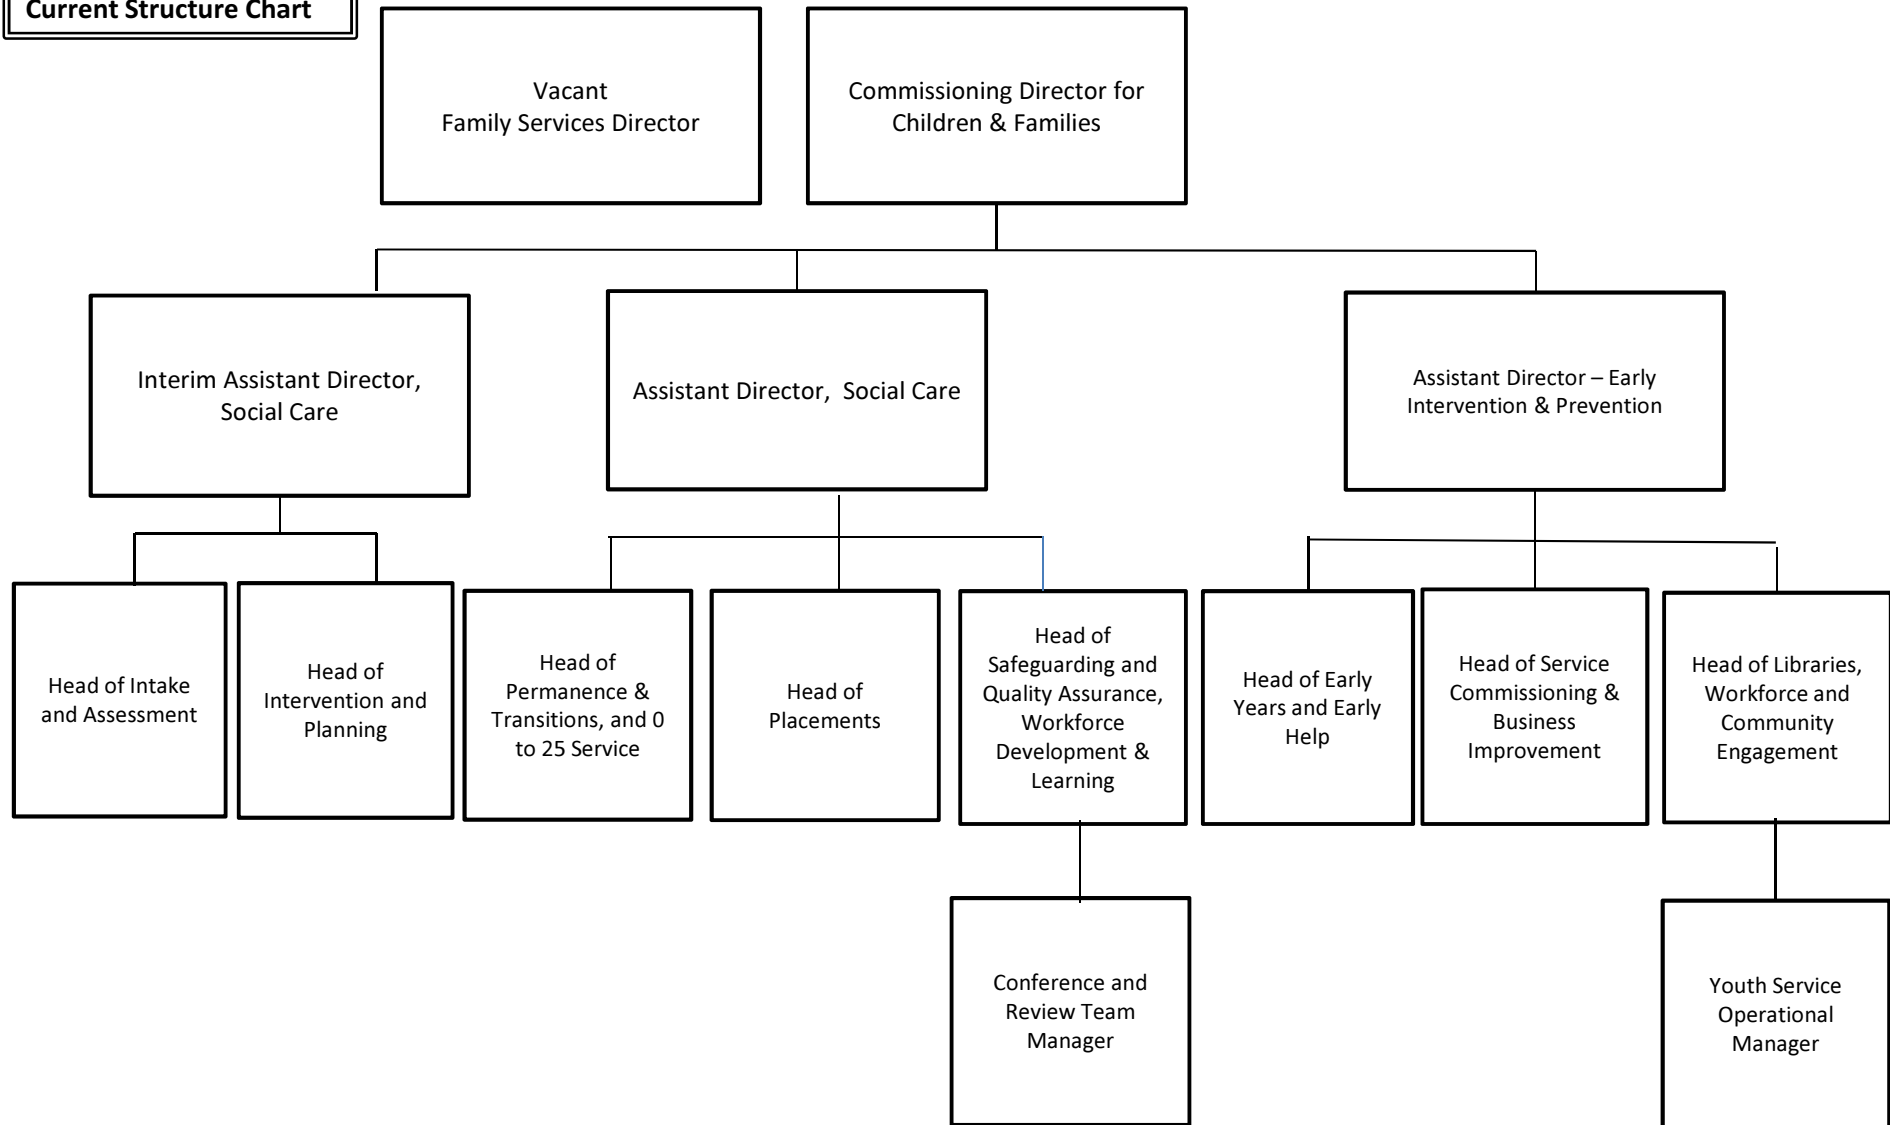 Current Structure Chart
Vacant
Family Services Director
Commissioning Director for
Children & Families
Interim Assistant Director,
Social Care
Assistant Director,  Social Care
Assistant Director – Early
Intervention & Prevention
Head of Intake
and Assessment
Head of
Intervention and
Planning
Head of
Permanence &
Transitions, and 0
to 25 Service
Head of
Placements
Head of
Safeguarding and
Quality Assurance,
Workforce
Development &
Learning
Head of Early
Years and Early
Help
Head of Service
Commissioning &
Business
Improvement
Head of Libraries,
Workforce and
Community
Engagement
Conference and
Review Team
Manager
Youth Service
Operational
Manager